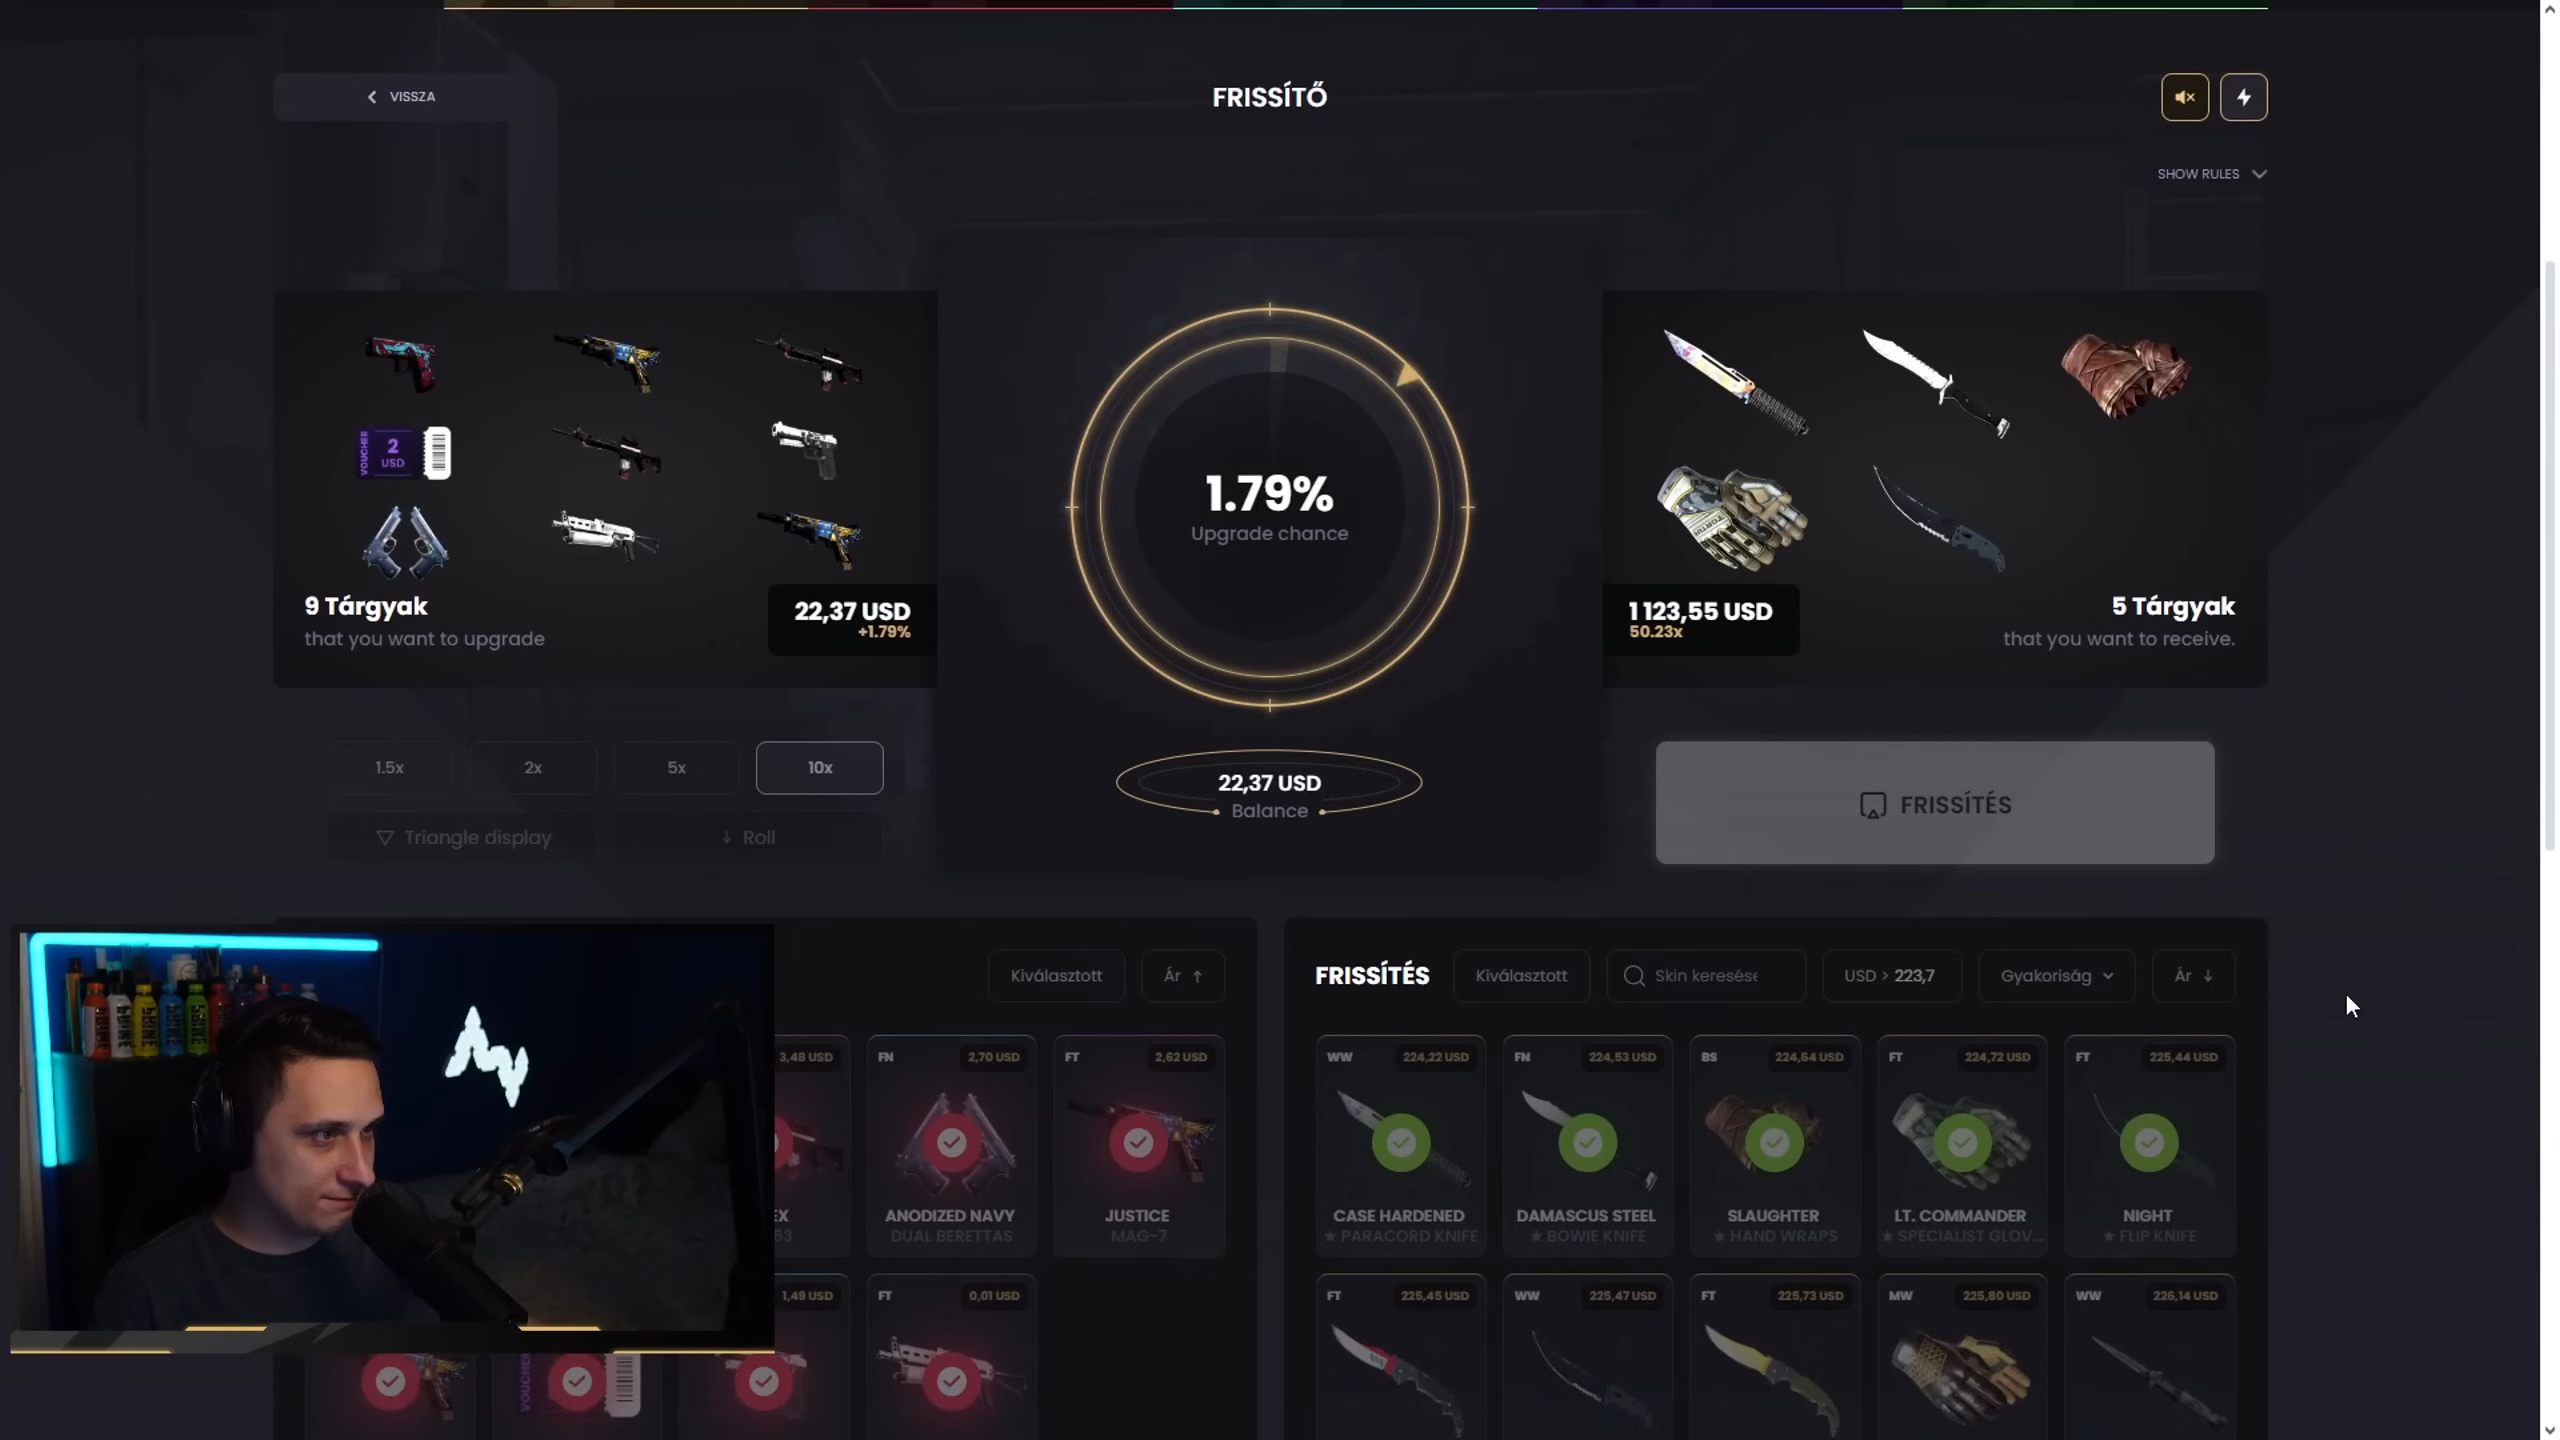 VISSZA
FRISSÍTŐ
SHOW RULES
VOUCHER
2
USD
9 Tárgyak
that you want to upgrade
22,37 USD
+1.79%
1.79%
Upgrade chance
1 123,55 USD
50.23x
5 Tárgyak
that you want to receive.
1.5x
2x
5x
10x
22,37 USD
Balance
FRISSÍTÉS
Triangle display
Roll
Kiválasztott
Ár
FRISSÍTÉS
Kiválasztott
Skin keresése
USD > 223,7
Gyakoriság
Ár
3,48 USD
FN
2,70 USD
FT
2,62 USD
WW
224,22 USD
FN
224,53 USD
BS
224,64 USD
FT
224,72 USD
FT
225,44 USD
EX
53
ANODIZED NAVY
DUAL BERETTAS
JUSTICE
MAG-7
CASE HARDENED
★ PARACORD KNIFE
DAMASCUS STEEL
★ BOWIE KNIFE
SLAUGHTER
★ HAND WRAPS
LT. COMMANDER
★ SPECIALIST GLOV...
NIGHT
★ FLIP KNIFE
1,49 USD
FT
0,01 USD
FT
225,45 USD
WW
225,47 USD
FT
225,73 USD
MW
225,80 USD
WW
226,14 USD
VOUCHER